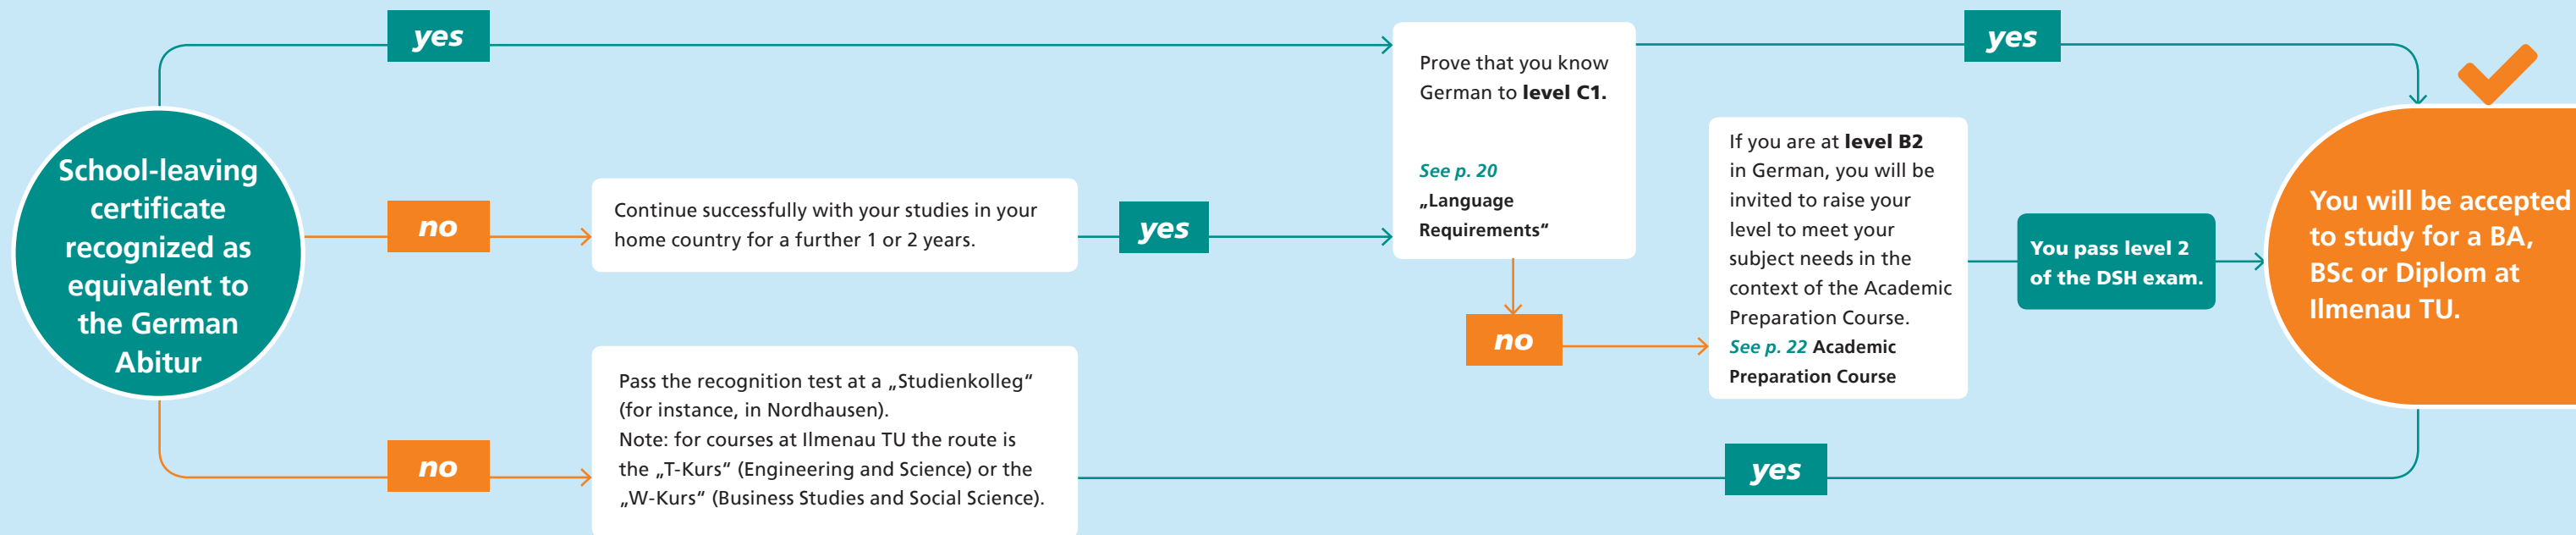 School-leaving
certificate
recognized as
equivalent to
the German
Abitur
yes
no
Continue successfully with your studies in your
home country for a further 1 or 2 years.
yes
no
Pass the recognition test at a „Studienkolleg“
(for instance, in Nordhausen).
Note: for courses at Ilmenau TU the route is
the „T-Kurs“ (Engineering and Science) or the
„W-Kurs“ (Business Studies and Social Science).
Prove that you know
German to level C1.
See p. 20
„Language
Requirements“
yes
no
If you are at level B2
in German, you will be
invited to raise your
level to meet your
subject needs in the
context of the Academic
Preparation Course.
See p. 22 Academic
Preparation Course
You pass level 2
of the DSH exam.
yes
You will be accepted
to study for a BA,
BSc or Diplom at
Ilmenau TU.